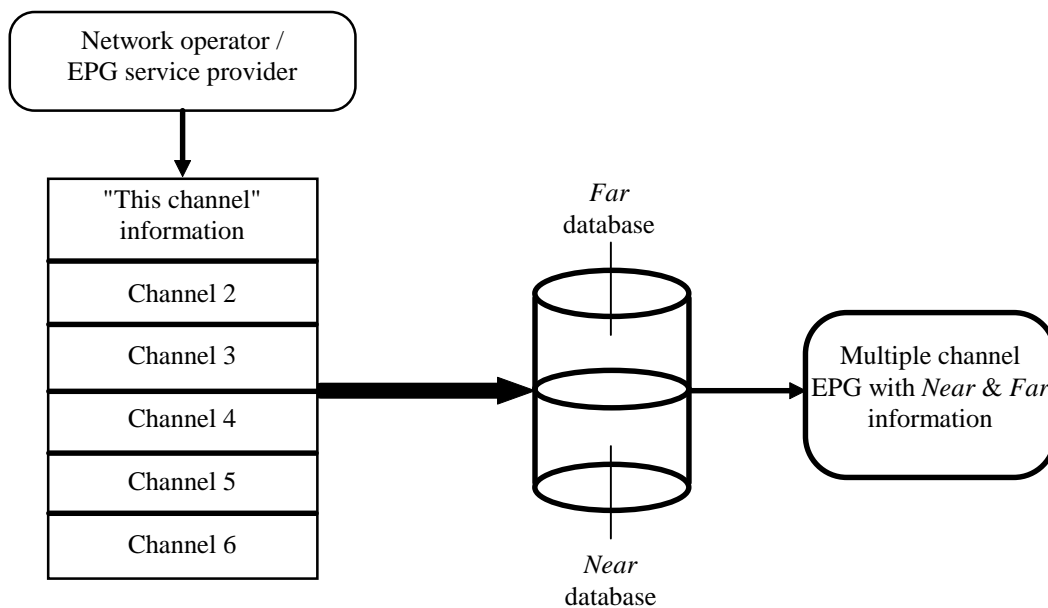 Network operator /
EPG service provider
"This channel"
information
Channel 2
Channel 3
Channel 4
Channel 5
Channel 6
Far
database
Near
database
Multiple channel
EPG with Near & Far
information